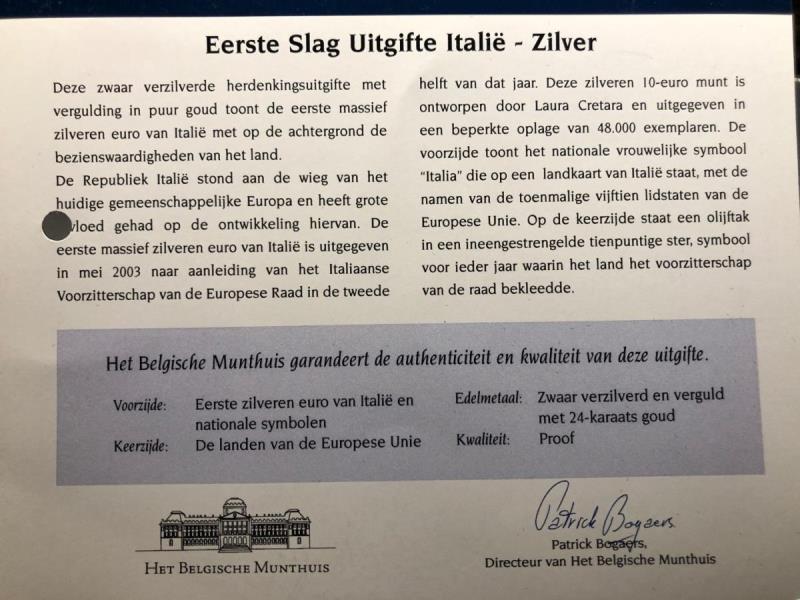 Eerste Slag Uitgifte Italië - Zilver
Deze zwaar verzilverde herdenkingsuitgifte met
vergulding in puur goud toont de eerste massief
zilveren euro van Italië met op de achtergrond de
bezienswaardigheden van het land.
De Republiek Italië stond aan de wieg van het
huidige gemeenschappelijke Europa en heeft grote
vloed gehad op de ontwikkeling hiervan. De
eerste massief zilveren euro van Italië is uitgegeven
in mei 2003 naar aanleiding van het Italiaanse
Voorzitterschap van de Europese Raad in de tweede
helft van dat jaar. Deze zilveren 10-euro munt is
ontworpen door Laura Cretara en uitgegeven in
een beperkte oplage van 48.000 exemplaren. De
voorzijde toont het nationale vrouwelijke symbool
“Italia” die op een landkaart van Italië staat, met de
namen van de toenmalige vijftien lidstaten van de
Europese Unie. Op de keerzijde staat een olijftak
in een ineengestrengelde tienpuntige ster, symbool
voor ieder jaar waarin het land het voorzitterschap
van de raad bekleedde.
Het Belgische Munthuis garandeert de authenticiteit en kwaliteit van deze uitgifte.
Voorzijde: Eerste zilveren euro van Italië en
nationale symbolen
Keerzijde: De landen van de Europese Unie
Edelmetaal: Zwaar verzilverd en verguld
met 24-karaats goud
Kwaliteit: Proof
Het Belgische Munthuis
Patrick Bogaers
Patrick Bogaers,
Directeur van Het Belgische Munthuis